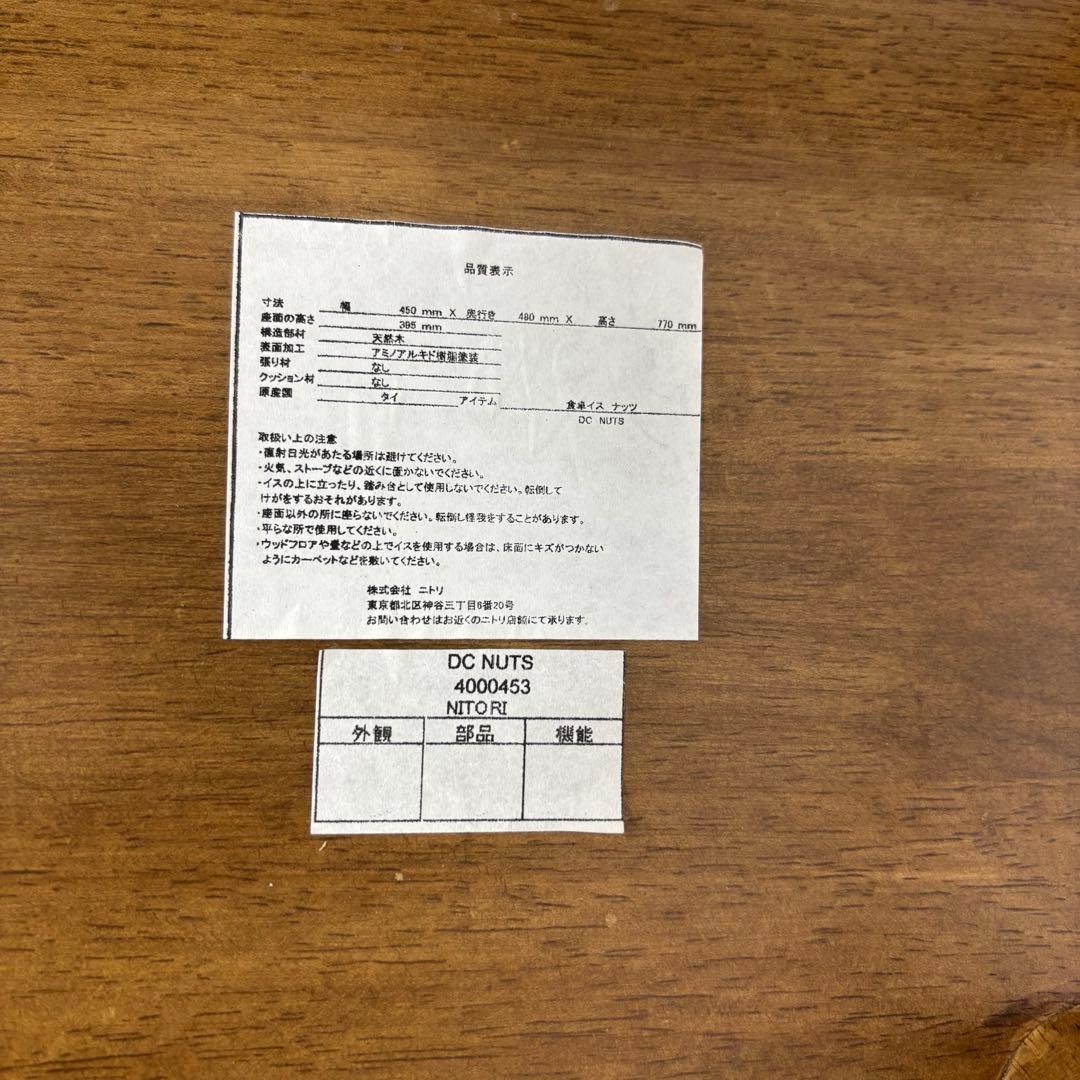 品質表示
寸法 幅 450 mm X 奥行き 480 mm X 高さ 770 mm
座面の高さ 395 mm
構造部材 天然木
表面加工 アミノアルキド樹脂塗装
張り材 なし
クッション材 なし
原産国 タイ アイテム 食卓イス ナッツ
DC NUTS
取扱い上の注意
・直射日光があたる場所は避けてください。
・火気、ストーブなどの近くに置かないでください。
・イスの上に立ったり、踏み台として使用しないでください。転倒して
けがをするおそれがあります。
・座面以外の所に座らないでください。転倒し怪我をすることがあります。
・平らな所で使用してください。
・ウッドフロアや畳などの上でイスを使用する場合は、床面にキズがつかない
ようにカーペットなどを敷いてください。
株式会社 ニトリ
東京都北区神谷三丁目6番20号
お問い合わせはお近くのニトリ店舗にて承ります。
DC NUTS
4000453
NITORI
外観 部品 機能